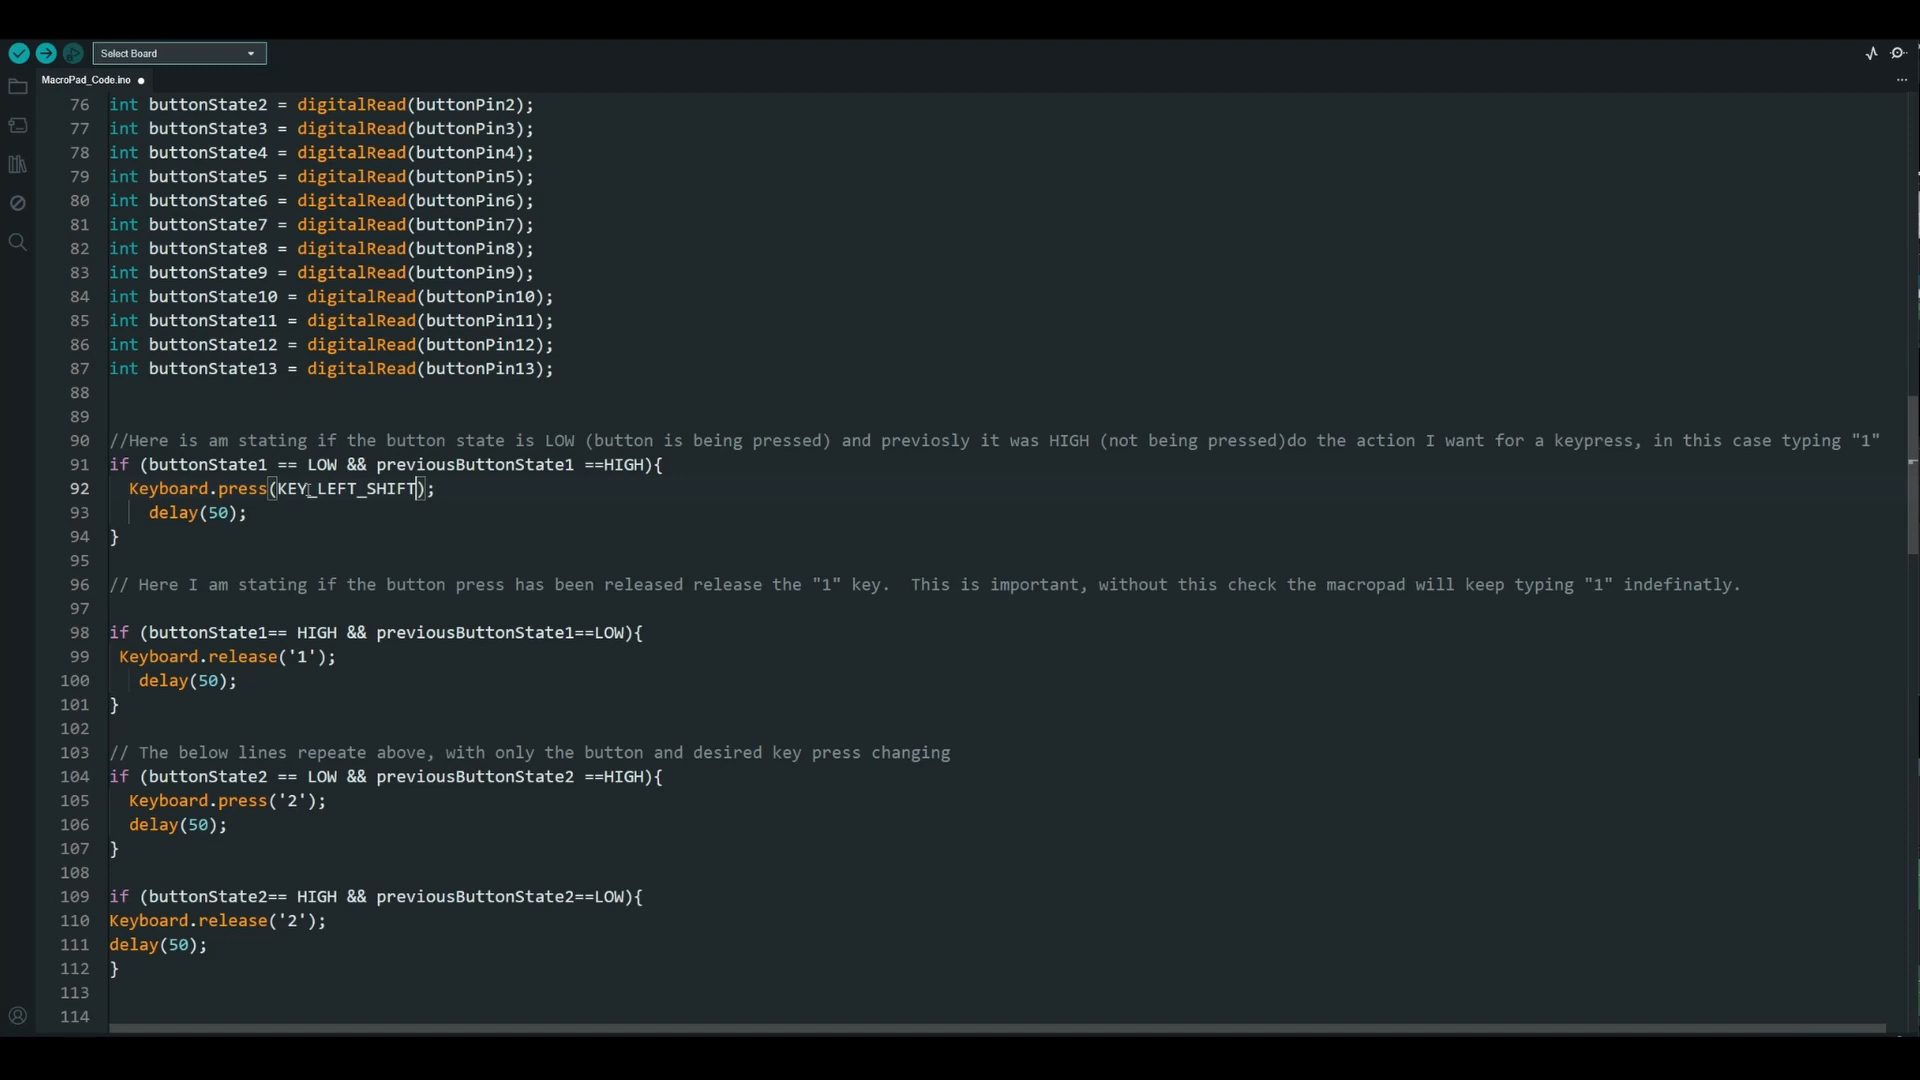 Select Board
MacroPad_Code.ino
76 int buttonState2 = digitalRead(buttonPin2);
77 int buttonState3 = digitalRead(buttonPin3);
78 int buttonState4 = digitalRead(buttonPin4);
79 int buttonState5 = digitalRead(buttonPin5);
80 int buttonState6 = digitalRead(buttonPin6);
81 int buttonState7 = digitalRead(buttonPin7);
82 int buttonState8 = digitalRead(buttonPin8);
83 int buttonState9 = digitalRead(buttonPin9);
84 int buttonState10 = digitalRead(buttonPin10);
85 int buttonState11 = digitalRead(buttonPin11);
86 int buttonState12 = digitalRead(buttonPin12);
87 int buttonState13 = digitalRead(buttonPin13);
88
89
90 //Here is am stating if the button state is LOW (button is being pressed) and previosly it was HIGH (not being pressed)do the action I want for a keypress, in this case typing "1"
91 if (buttonState1 == LOW && previousButtonState1 ==HIGH){
92 Keyboard.press(KEY_LEFT_SHIFT);
93 delay(50);
94 }
95
96 // Here I am stating if the button press has been released release the "1" key.  This is important, without this check the macropad will keep typing "1" indefinatly.
97
98 if (buttonState1== HIGH && previousButtonState1==LOW){
99 Keyboard.release('1');
100 delay(50);
101 }
102
103 // The below lines repeate above, with only the button and desired key press changing
104 if (buttonState2 == LOW && previousButtonState2 ==HIGH){
105 Keyboard.press('2');
106 delay(50);
107 }
108
109 if (buttonState2== HIGH && previousButtonState2==LOW){
110 Keyboard.release('2');
111 delay(50);
112 }
113
114